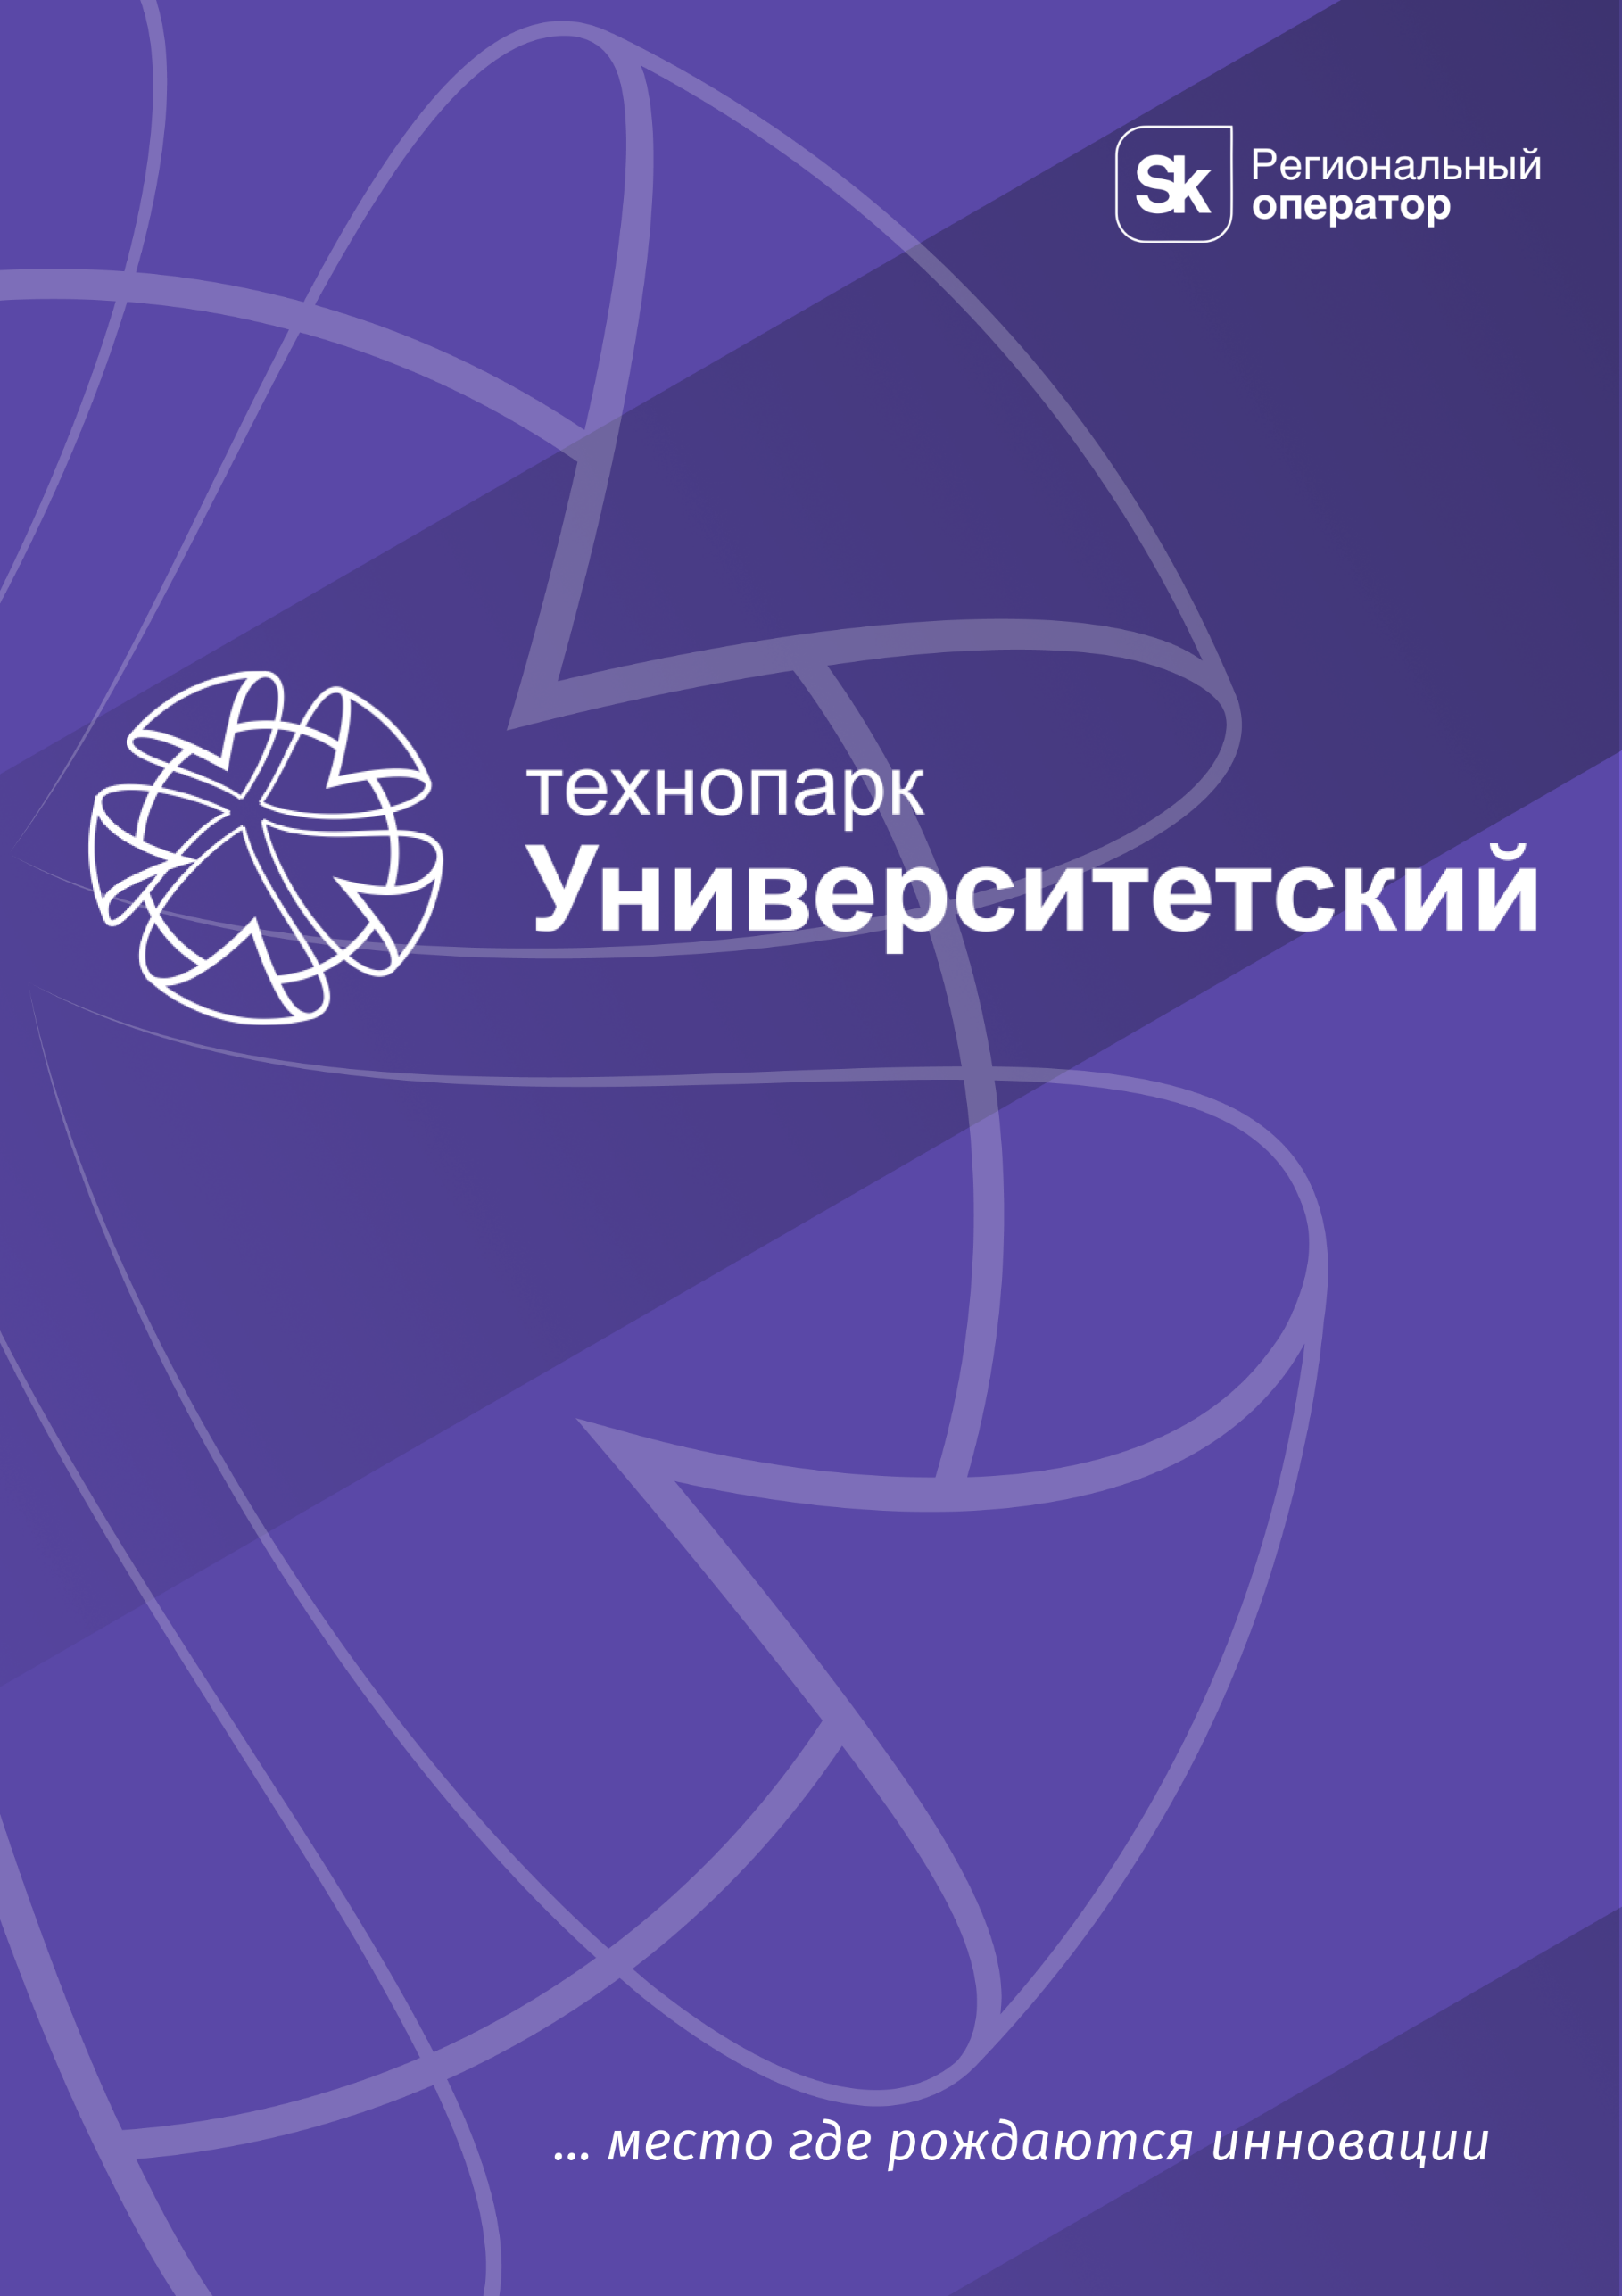 Sk
Региональный
оператор
технопарк
Университетский
... место где рождаются инновации